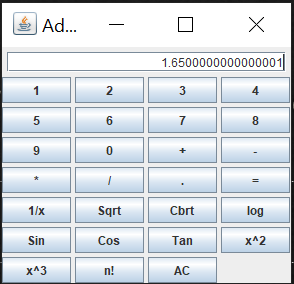 Ad...
1.6500000000000001
1 2 3 4
5 6 7 8
9 0 + -
* / . =
1/x Sqrt Cbrt log
Sin Cos Tan x^2
x^3 n! AC